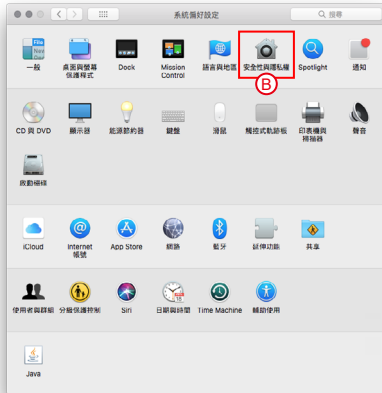 系統偏好設定
搜尋
File
一般
桌面與螢幕
保護程式
Dock
Mission
Control
語言與地區
安全性與隱私權
Spotlight
通知
B
CD 與 DVD
顯示器
能源節約器
鍵盤
滑鼠
觸控式軌跡板
印表機與
掃描器
聲音
啟動磁碟
iCloud
Internet
帳號
App Store
網路
藍牙
延伸功能
共享
使用者與群組
分級保護控制
Siri
日期與時間
Time Machine
輔助使用
Java